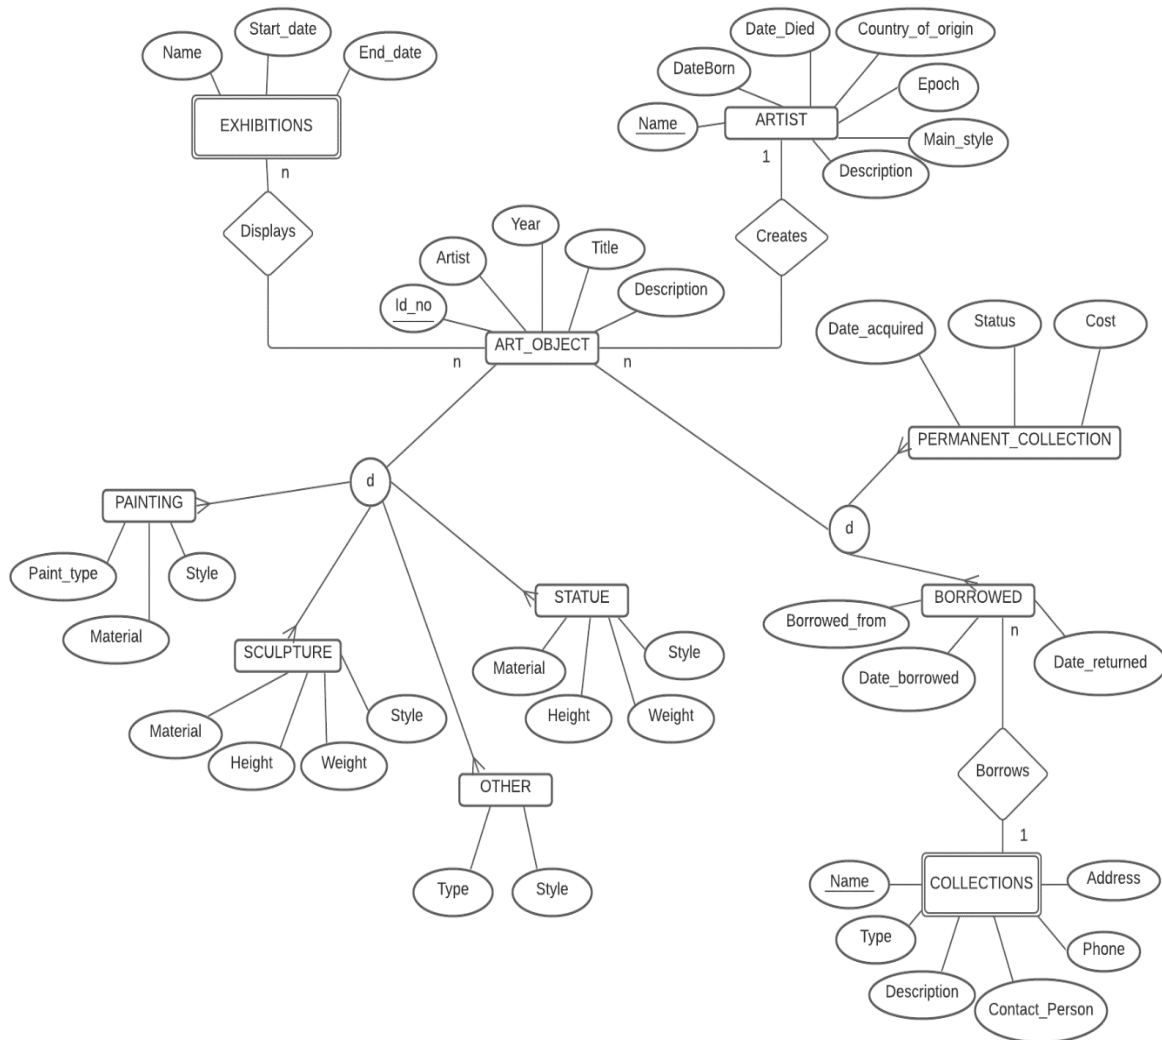 Start_date
Name
End_date
EXHIBITIONS
n
Displays
Date_Died
Country_of_origin
DateBorn
Epoch
Name
ARTIST
Main_style
1
Description
Creates
Year
Artist
Title
Id_no
Description
ART_OBJECT
n
n
Date_acquired
Status
Cost
PERMANENT_COLLECTION
d
d
PAINTING
Paint_type
Style
Material
SCULPTURE
Material
Style
Height
Weight
STATUE
Material
Style
Height
Weight
OTHER
Type
Style
BORROWED
Borrowed_from
n
Date_borrowed
Date_returned
Borrows
1
Name
COLLECTIONS
Address
Type
Phone
Description
Contact_Person